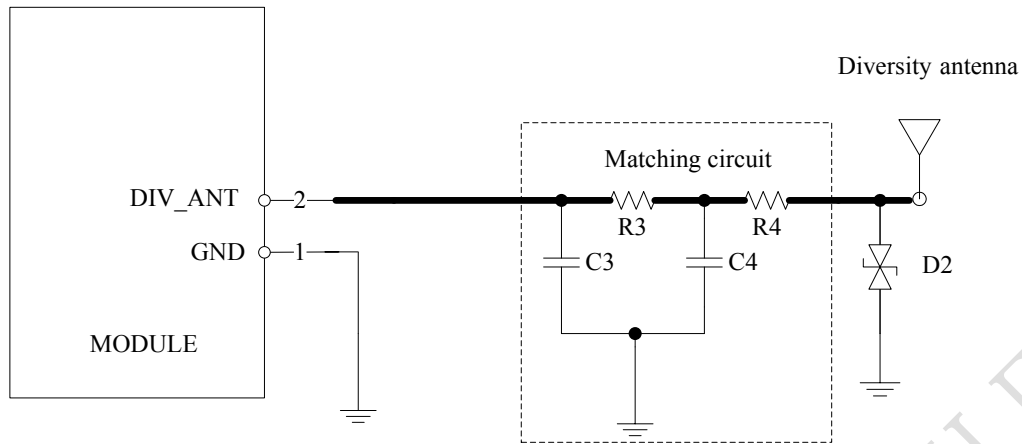 Diversity antenna
Matching circuit
DIV_ANT
2
R3
R4
GND
1
C3
C4
D2
MODULE